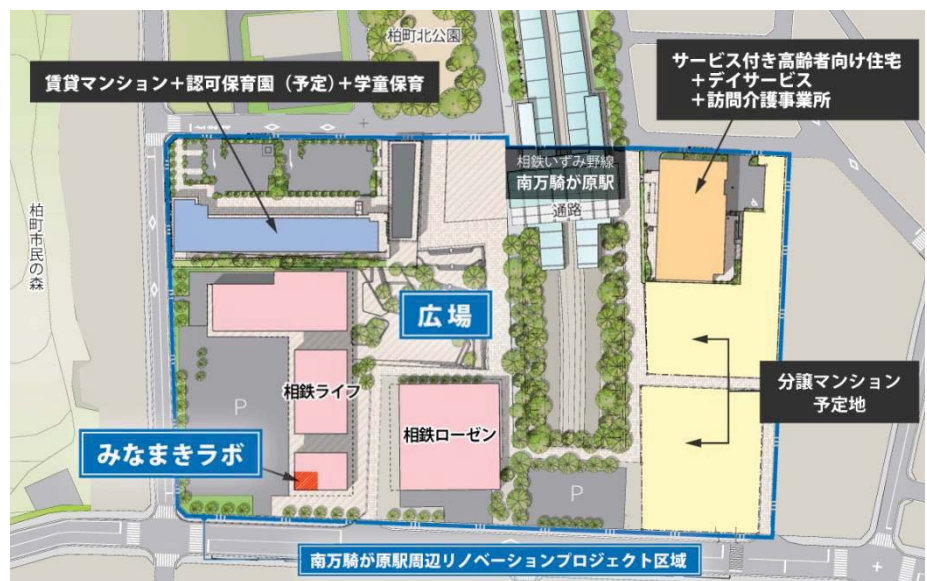 柏町北公園
賃貸マンション＋認可保育園（予定）＋学童保育
サービス付き高齢者向け住宅
＋デイサービス
＋訪問介護事業所
相鉄いずみ野線
南万騎が原駅
通路
柏町市民の森
広場
相鉄ライフ
P
相鉄ローゼン
分譲マンション
予定地
みなまきラボ
P
南万騎が原駅周辺リノベーションプロジェクト区域